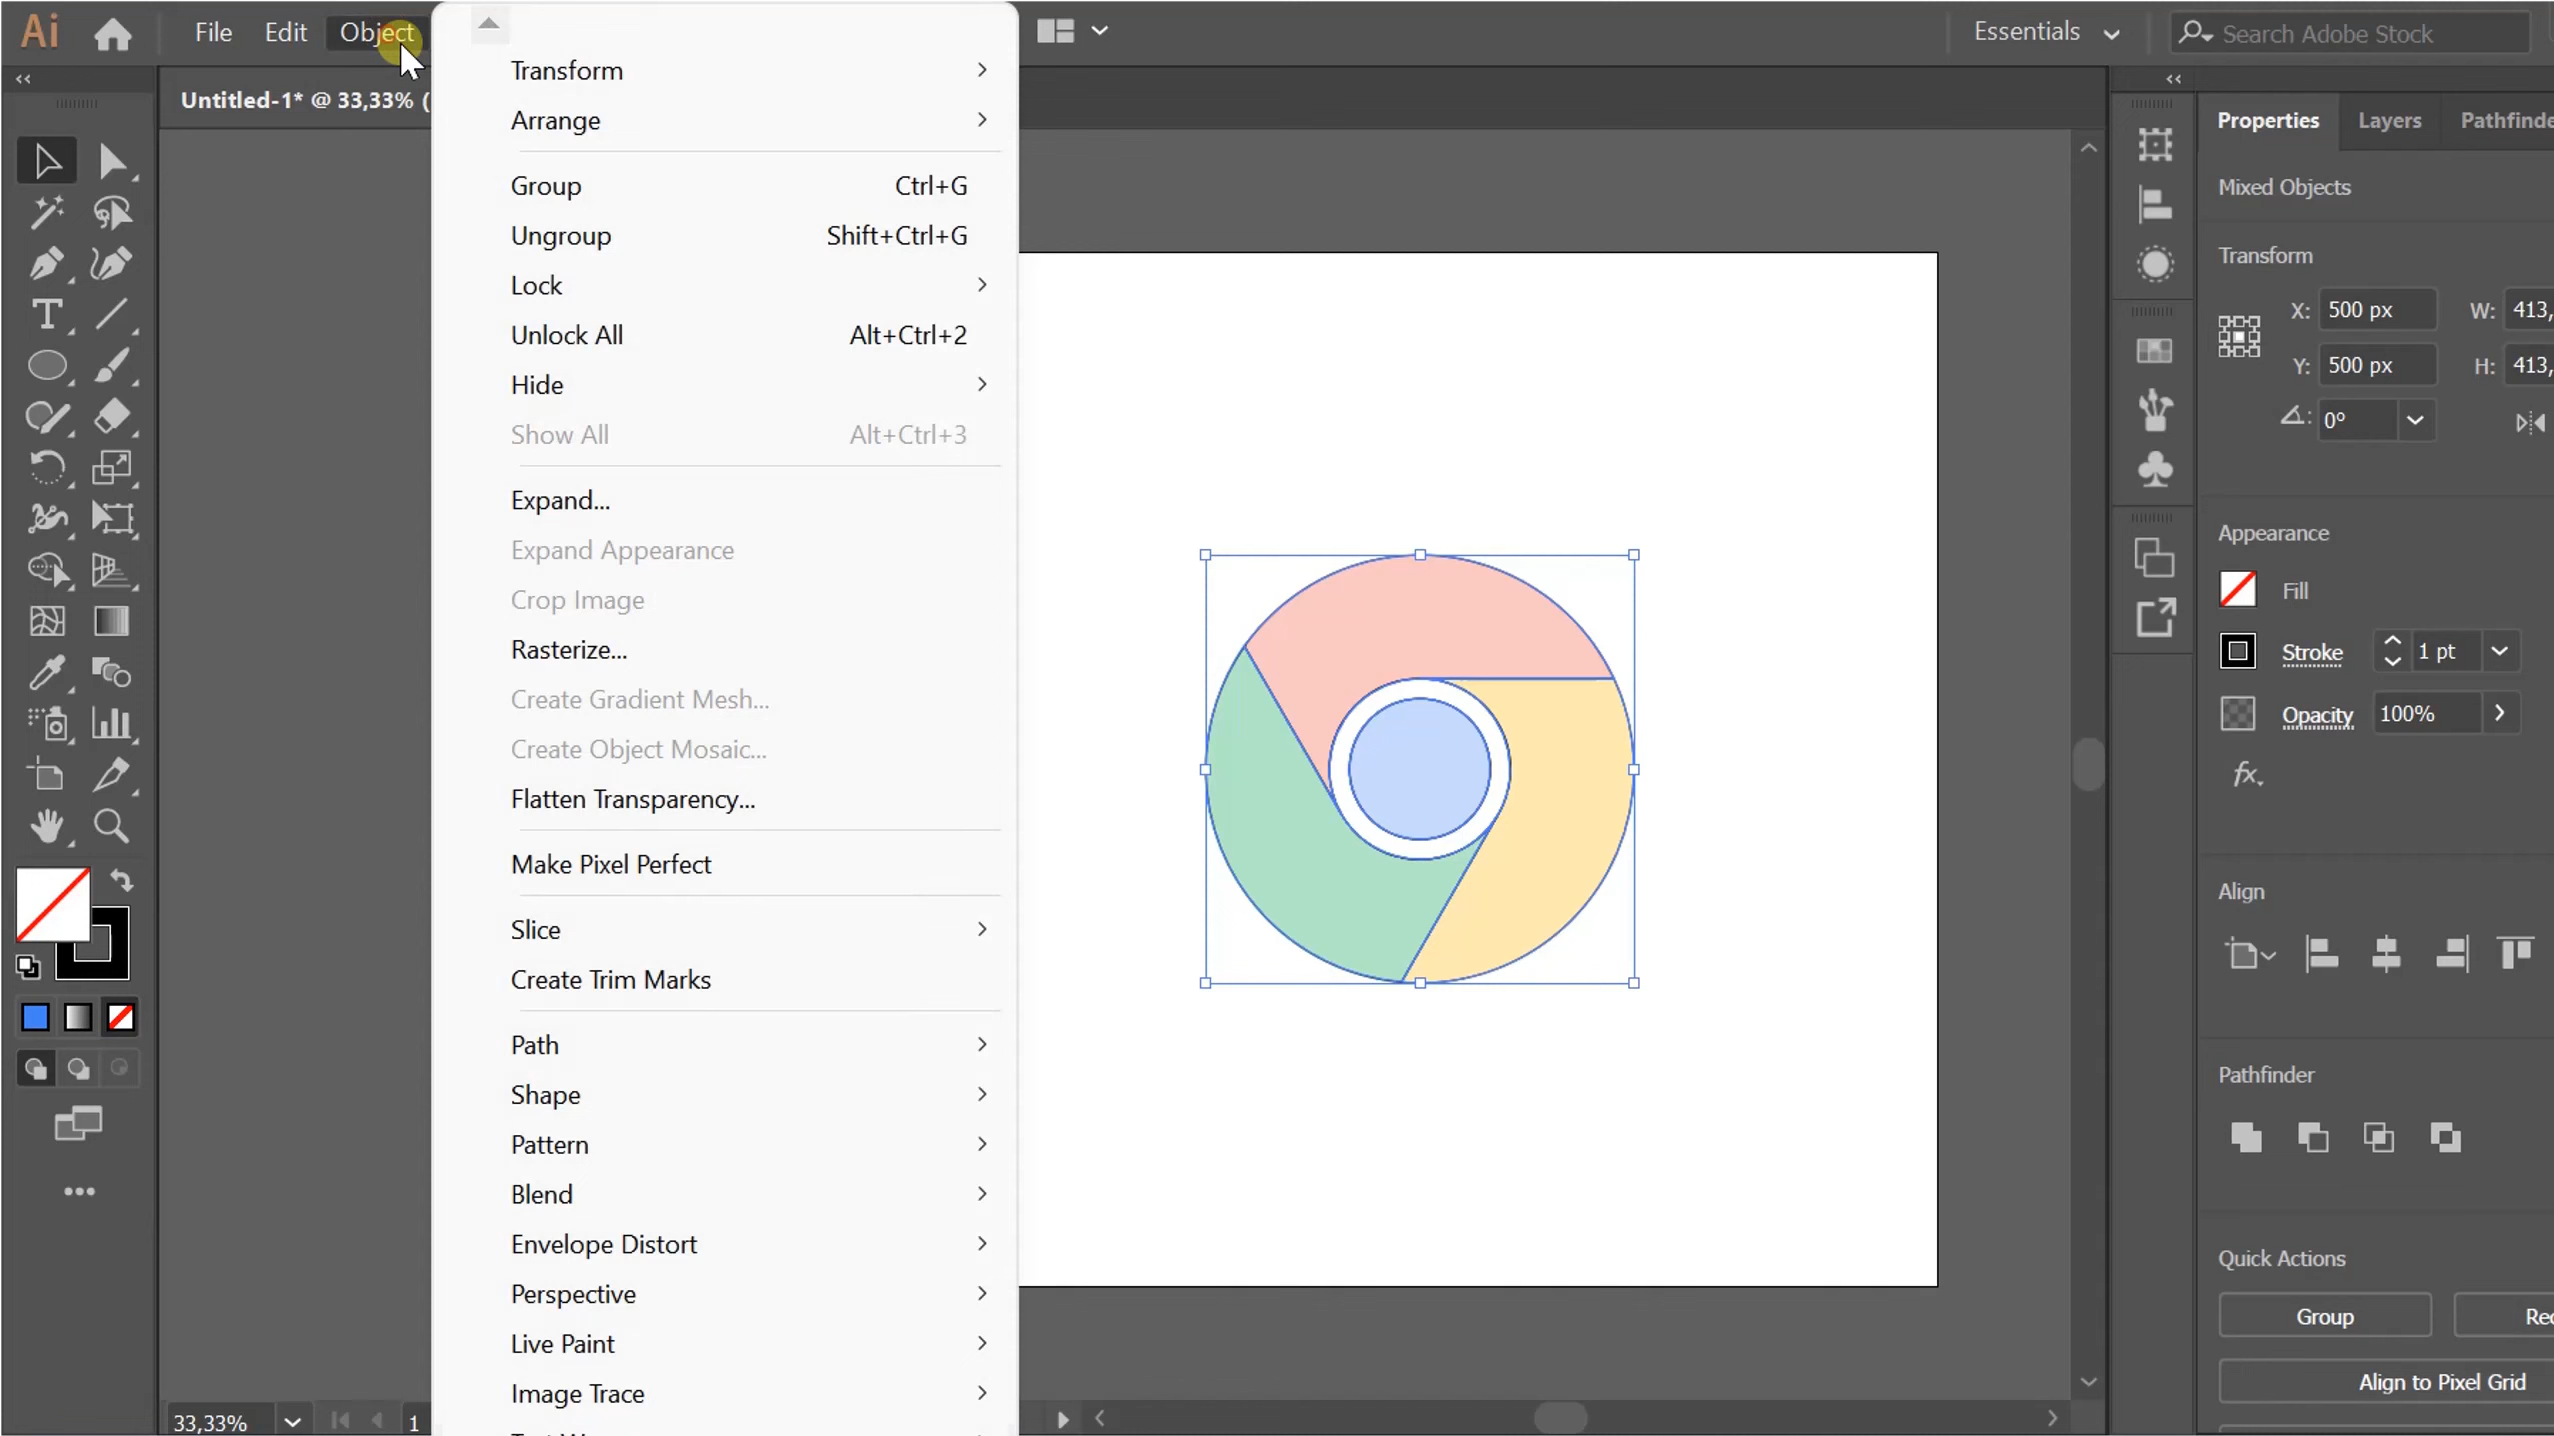 Ai File Edit Object Essentials Search Adobe Stock
Untitled-1* @ 33,33% (
Transform
Arrange
Group Ctrl+G
Ungroup Shift+Ctrl+G
Lock
Unlock All Alt+Ctrl+2
Hide
Show All Alt+Ctrl+3
Expand...
Expand Appearance
Crop Image
Rasterize...
Create Gradient Mesh...
Create Object Mosaic...
Flatten Transparency...
Make Pixel Perfect
Slice
Create Trim Marks
Path
Shape
Pattern
Blend
Envelope Distort
Perspective
Live Paint
Image Trace
33,33% 1
Properties Layers Pathfinde
Mixed Objects
Transform
X: 500 px W: 413,
Y: 500 px H: 413,
0°
Appearance
Fill
Stroke 1 pt
Opacity 100%
fx.
Align
Pathfinder
Quick Actions
Group Rec
Align to Pixel Grid